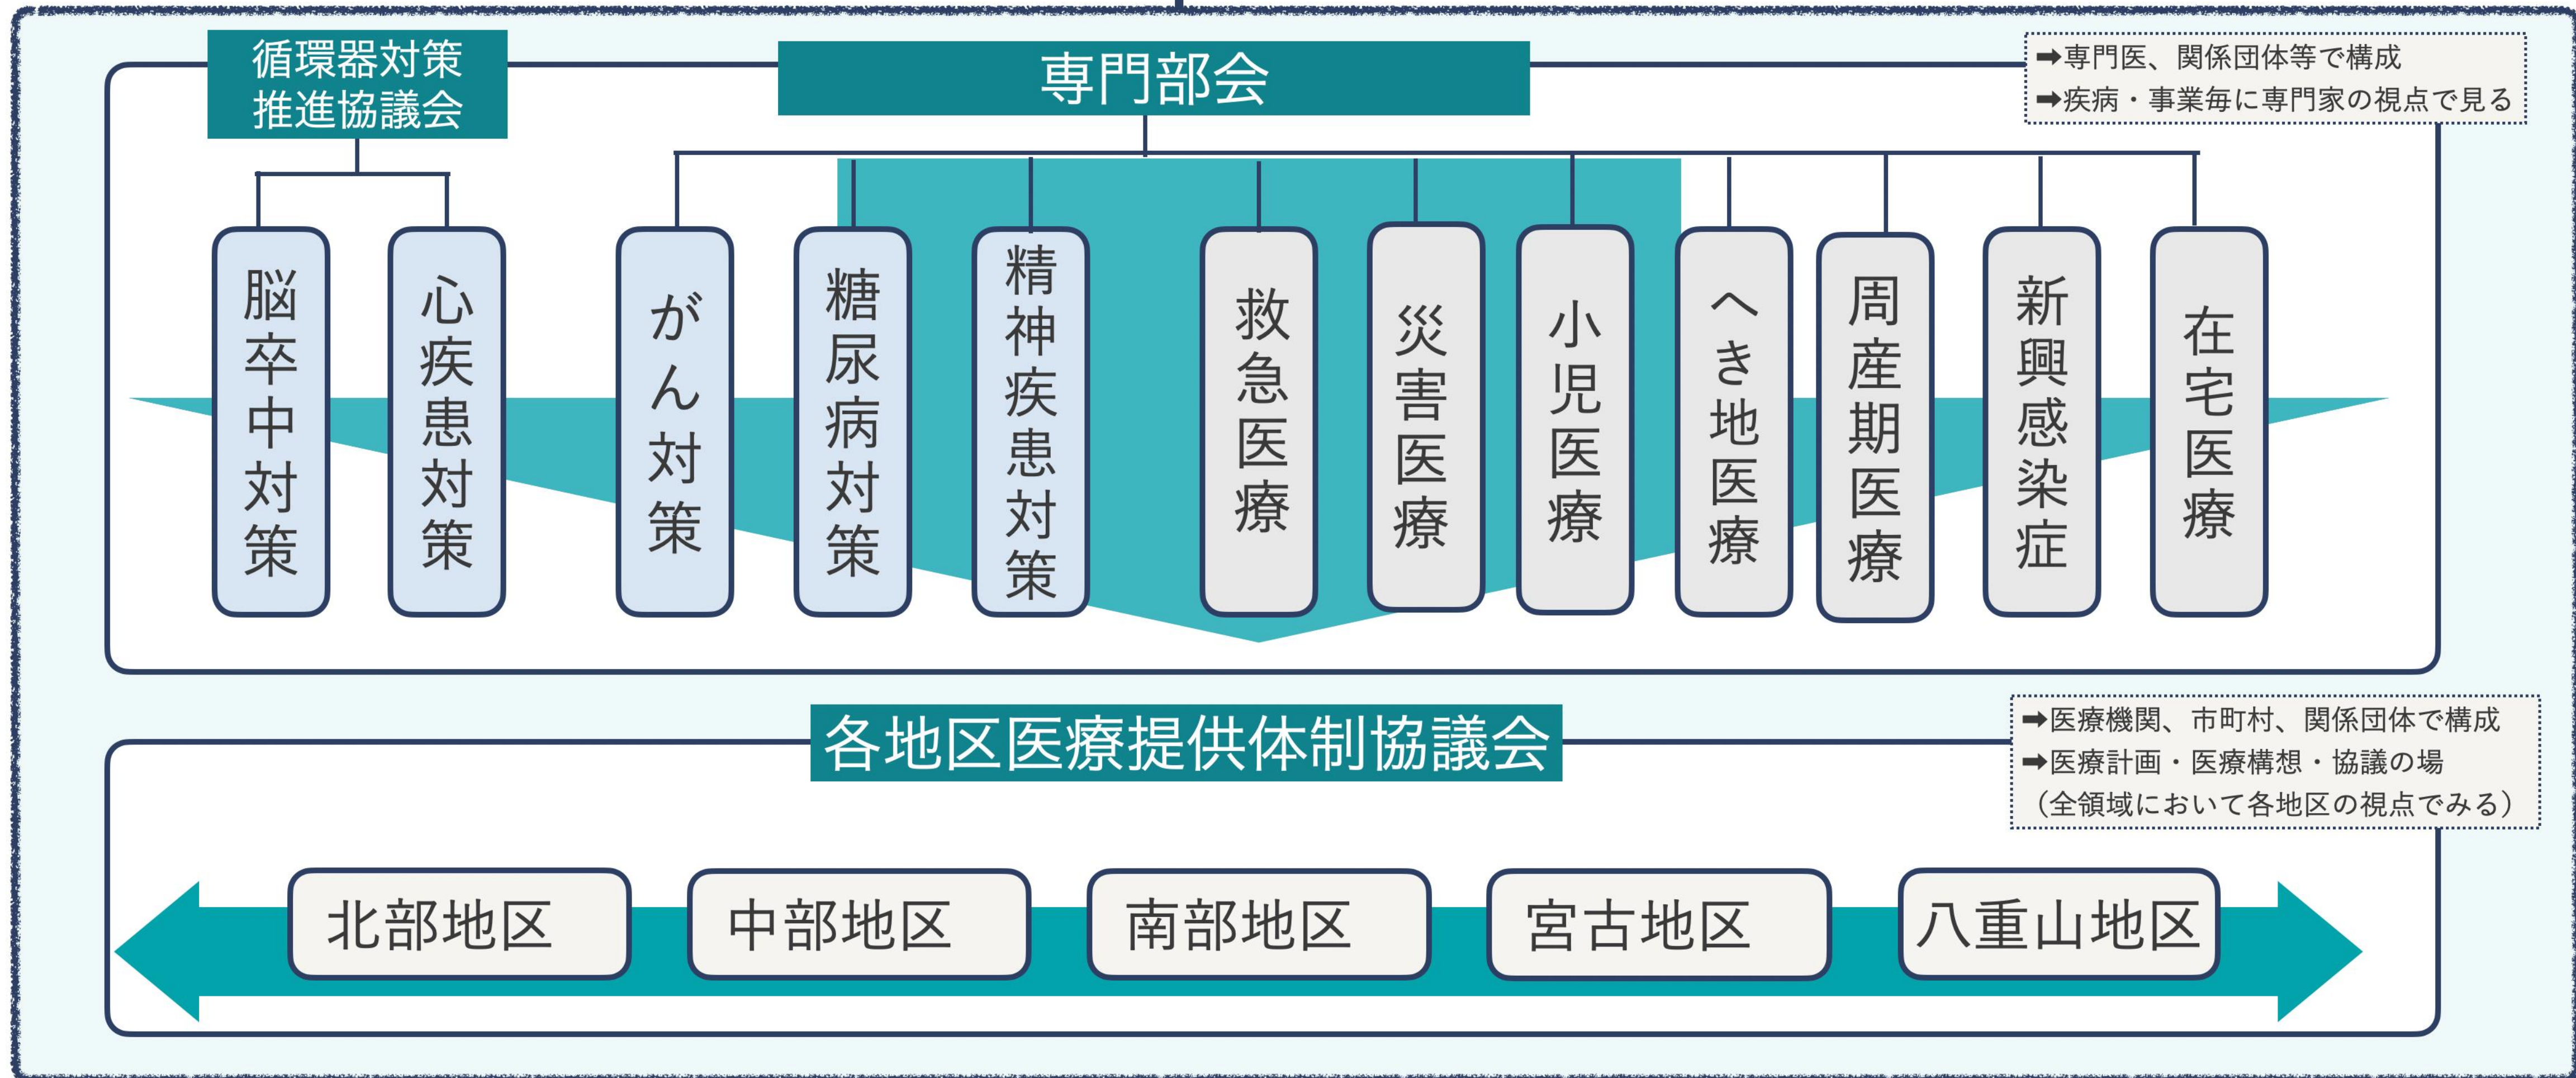 循環器対策
推進協議会
専門部会
➡専門医、関係団体等で構成
➡疾病・事業毎に専門家の視点で見る
脳卒中対策
心疾患対策
がん対策
糖尿病対策
精神疾患対策
救急医療
災害医療
小児医療
へき地医療
周産期医療
新興感染症
在宅医療
各地区医療提供体制協議会
➡医療機関、市町村、関係団体で構成
➡医療計画・医療構想・協議の場
（全領域において各地区の視点でみる）
北部地区
中部地区
南部地区
宮古地区
八重山地区